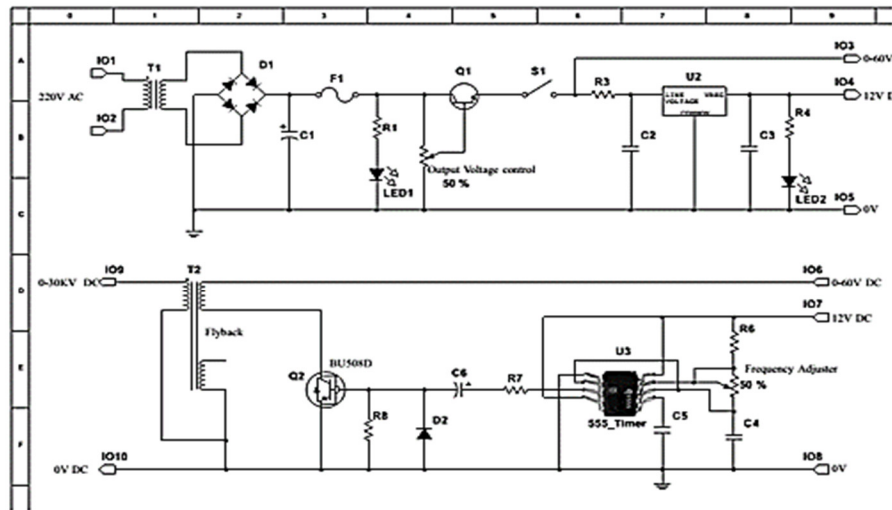 0 1 2 3 4 5 6 7 8 9
A
B
C
D
E
F
IO1
T1
D1
F1
Q1
S1
IO3
0-60V
220V AC
IO2
C1
R1
R3
U2
LINE VREG
VOLTAGE
COMMON
IO4
12V D
C2
C3
R4
Output Voltage control
50 %
LED1
LED2
IO5
0V
IO9
T2
IO6
0-30KV DC
0-60V DC
IO7
12V DC
Flyback
BU508D
Q2
C6
R7
U3
R6
Frequency Adjuster
50 %
R8
D2
555_Timer
C5
C4
IO10
0V DC
IO8
0V